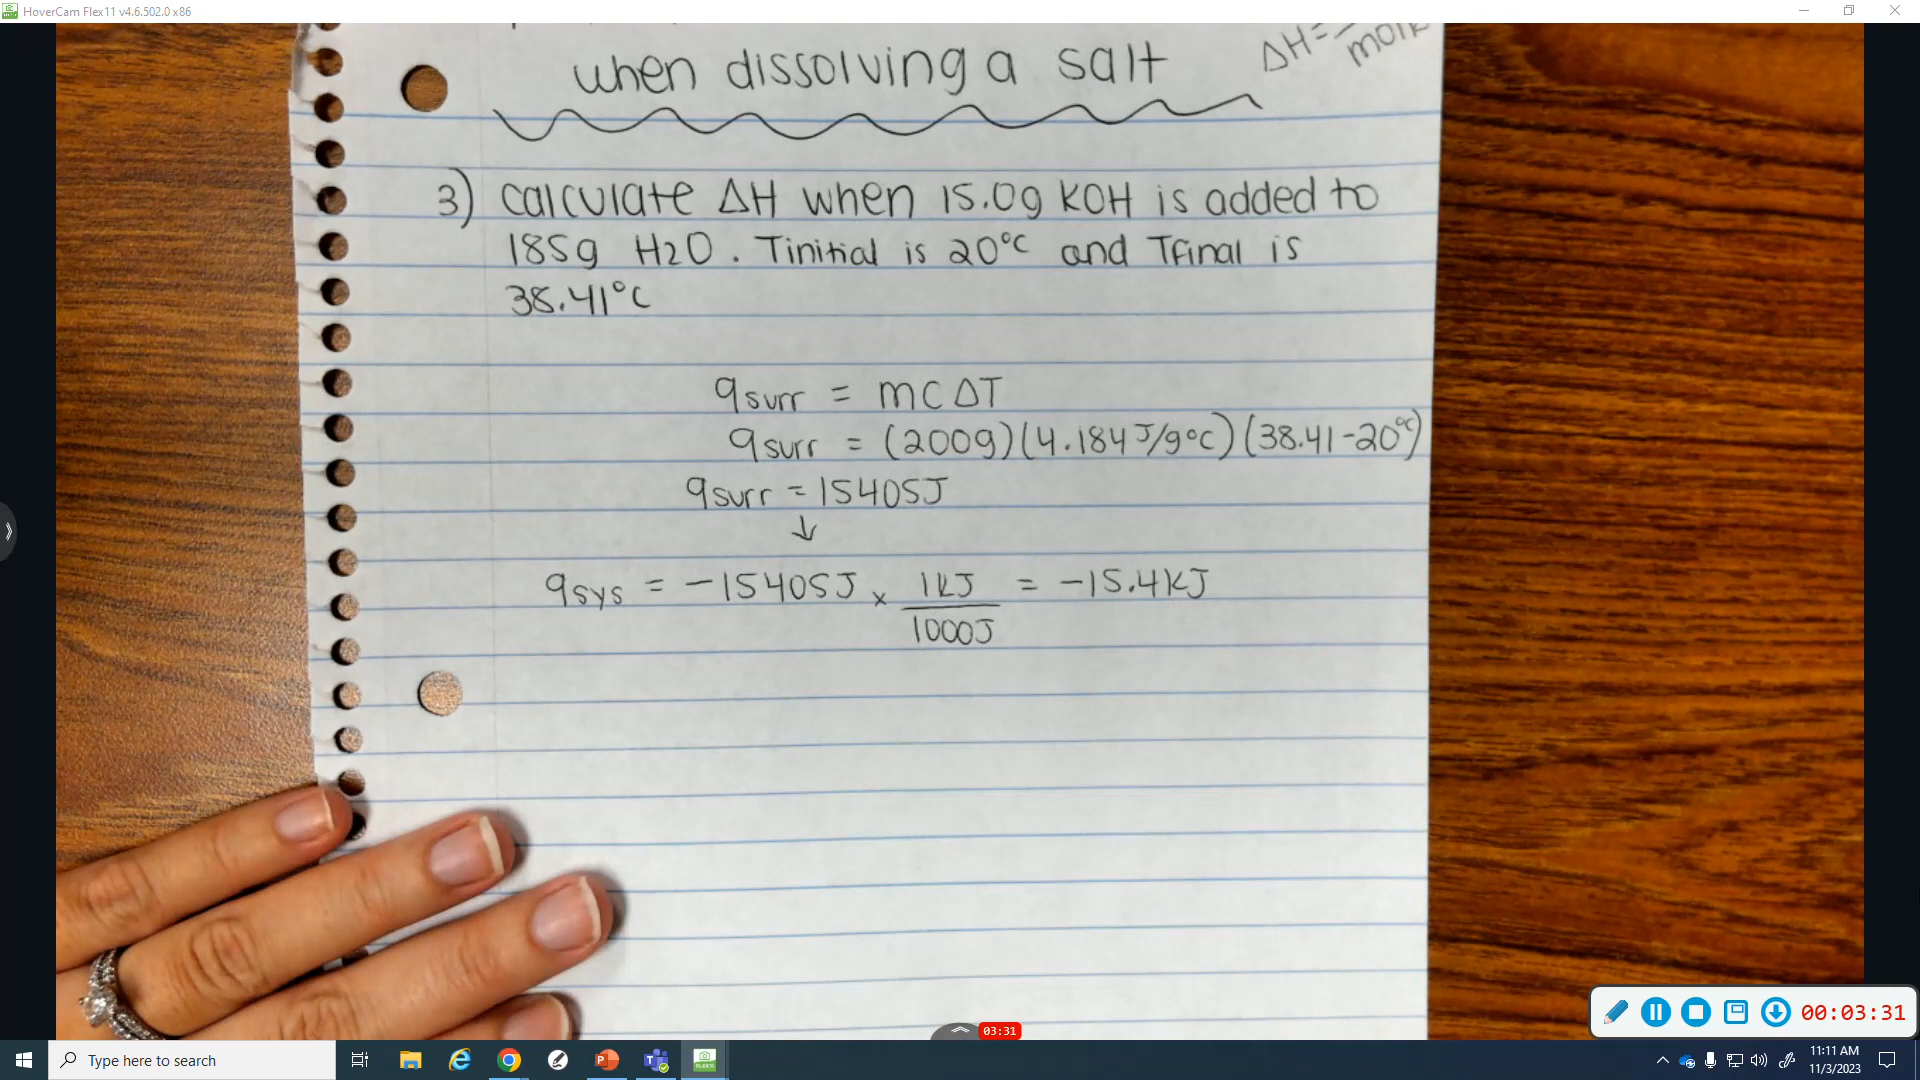 HoverCam Flex11 v4.6.502.0 x86
when dissolving a salt
ΔH=
3) Calculate ΔH when 15.0g KOH is added to
185g H2O. Tinitial is 20°C and Tfinal is
38.41°C
qsurr = mCΔT
qsurr = (200g)(4.184J/g°C)(38.41-20°C)
qsurr = 15405J
↓
qsys = -15405J x 1kJ/1000J = -15.4kJ
03:31
00:03:31
Type here to search
11:11 AM
11/3/2023